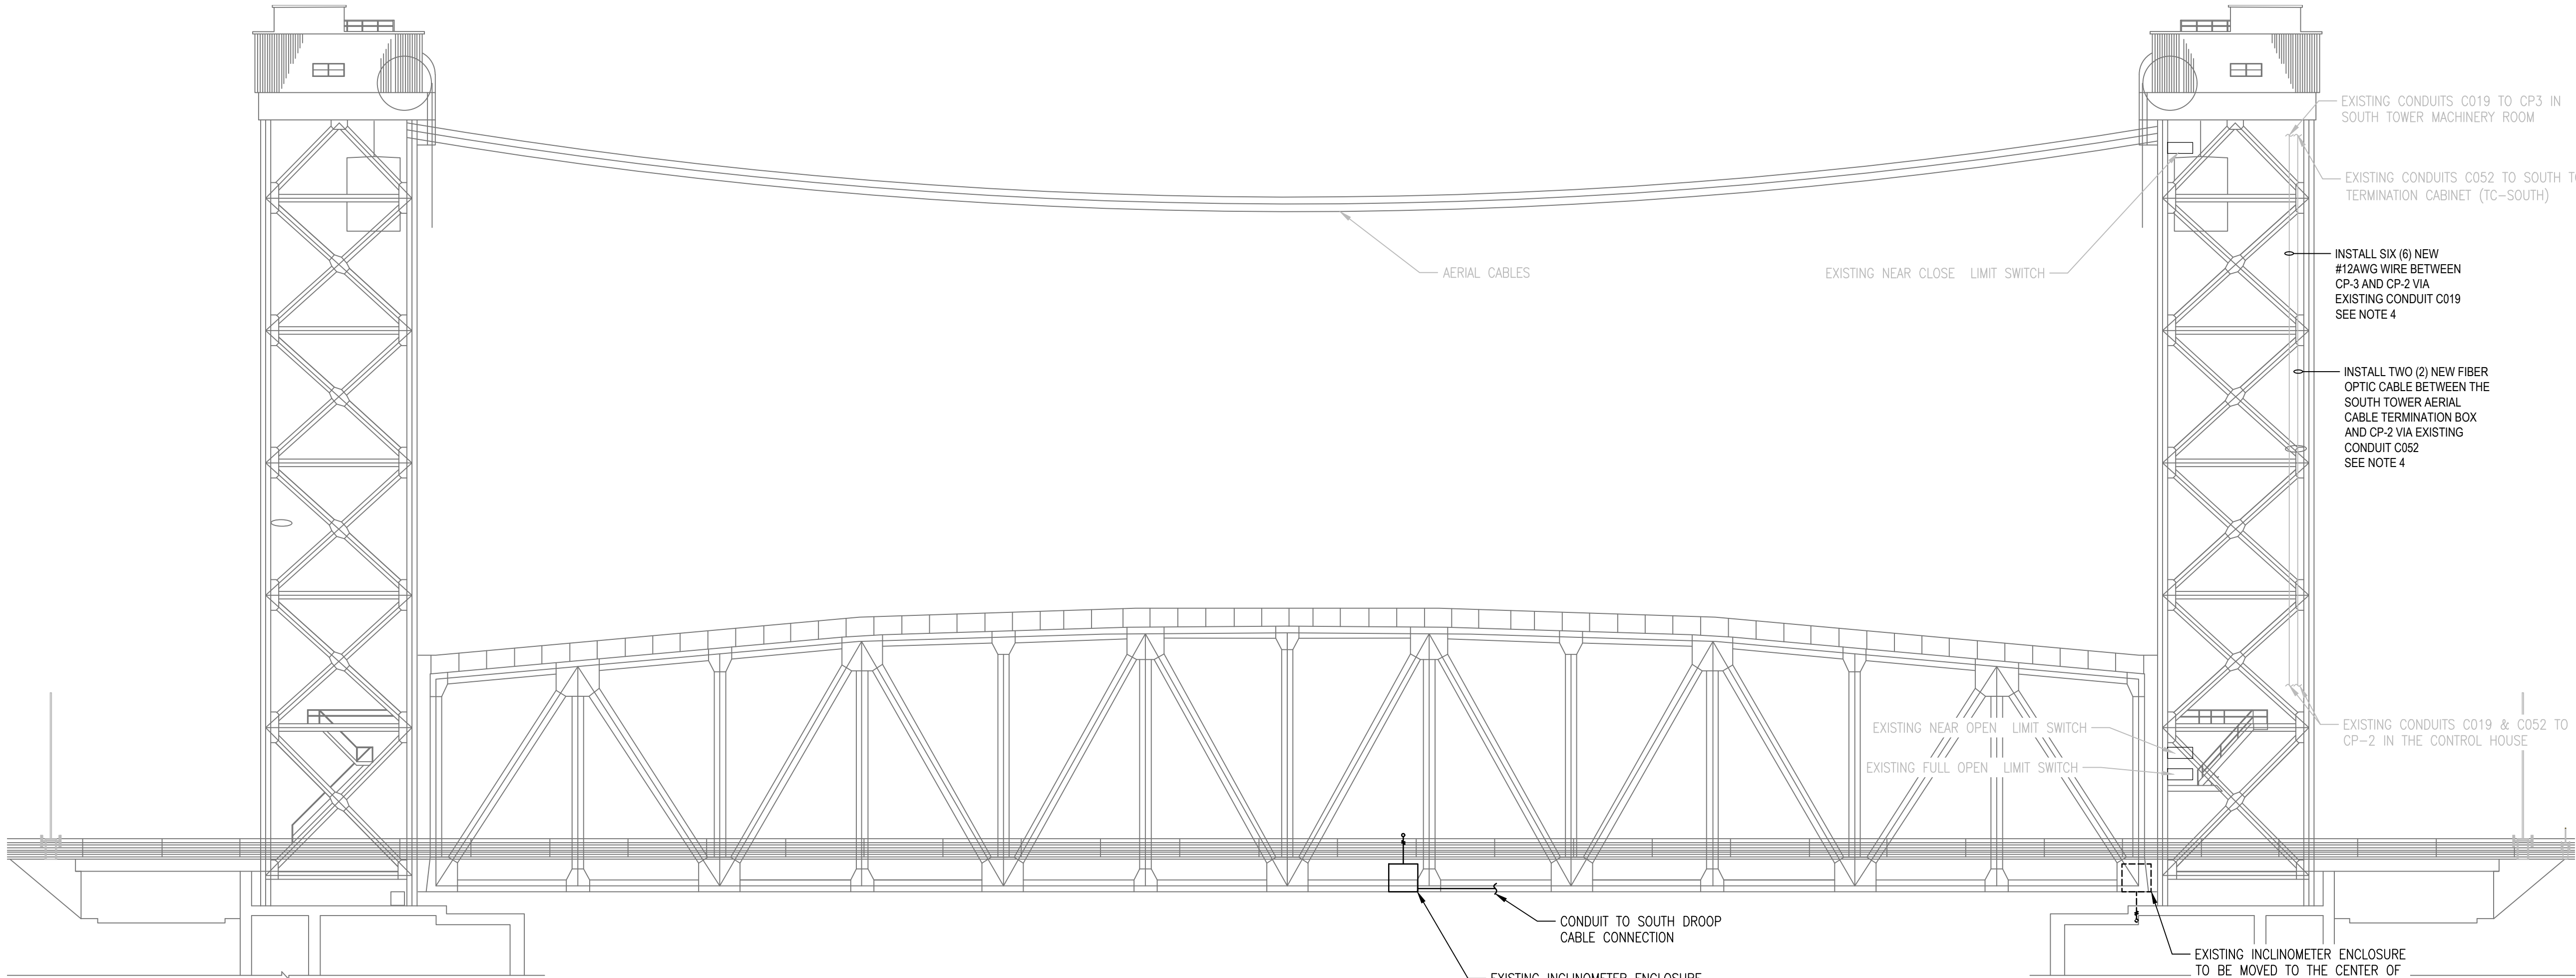 EXISTING CONDUITS C019 TO CP3 IN
SOUTH TOWER MACHINERY ROOM
EXISTING CONDUITS C052 TO SOUTH
TERMINATION CABINET (TC-SOUTH)
AERIAL CABLES
EXISTING NEAR CLOSE LIMIT SWITCH
INSTALL SIX (6) NEW
#12AWG WIRE BETWEEN
CP-3 AND CP-2 VIA
EXISTING CONDUIT C019
SEE NOTE 4
INSTALL TWO (2) NEW FIBER
OPTIC CABLE BETWEEN THE
SOUTH TOWER AERIAL
CABLE TERMINATION BOX
AND CP-2 VIA EXISTING
CONDUIT C052
SEE NOTE 4
EXISTING NEAR OPEN LIMIT SWITCH
EXISTING FULL OPEN LIMIT SWITCH
EXISTING CONDUITS C019 & C052 TO
CP-2 IN THE CONTROL HOUSE
CONDUIT TO SOUTH DROOP
CABLE CONNECTION
EXISTING INCLINOMETER ENCLOSURE
EXISTING INCLINOMETER ENCLOSURE
TO BE MOVED TO THE CENTER OF